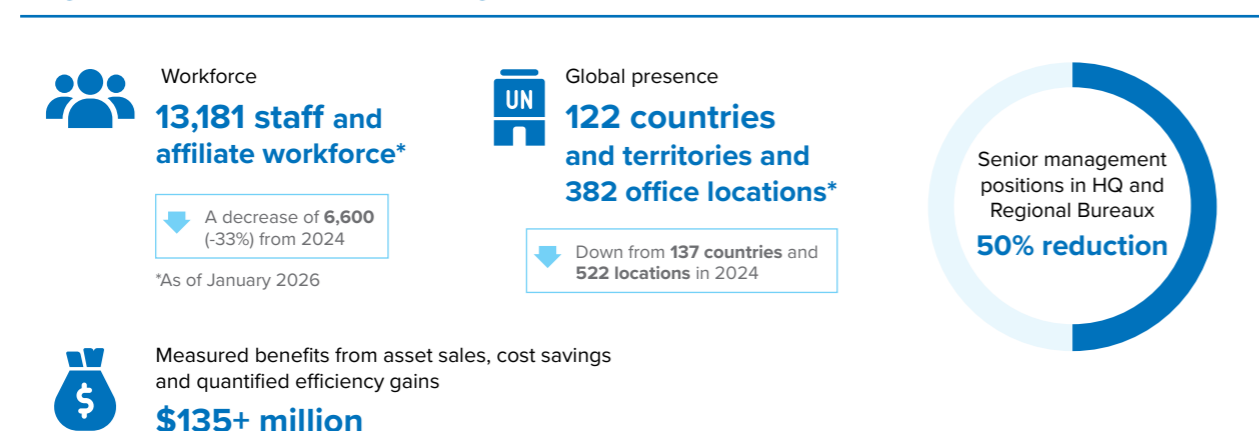 Workforce
13,181 staff and
affiliate workforce*
A decrease of 6,600
(-33%) from 2024
*As of January 2026
UN
Global presence
122 countries
and territories and
382 office locations*
Down from 137 countries and
522 locations in 2024
Senior management
positions in HQ and
Regional Bureaux
50% reduction
$
Measured benefits from asset sales, cost savings
and quantified efficiency gains
$135+ million